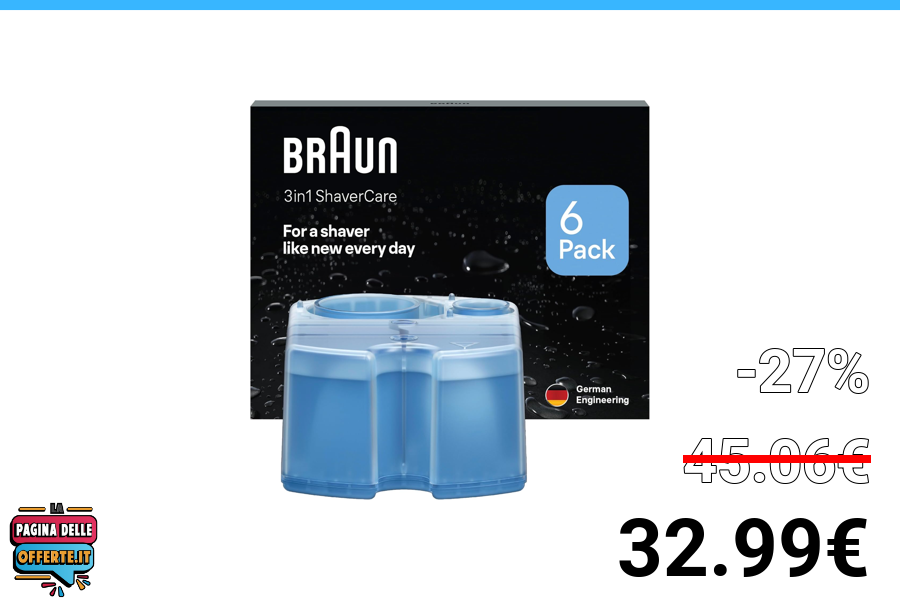 BRAUN
3in1 ShaverCare
For a shaver
like new every day
6
Pack
German
Engineering
-27%
45.06€
32.99€
LA
PAGINA DELLE
OFFERTE.IT